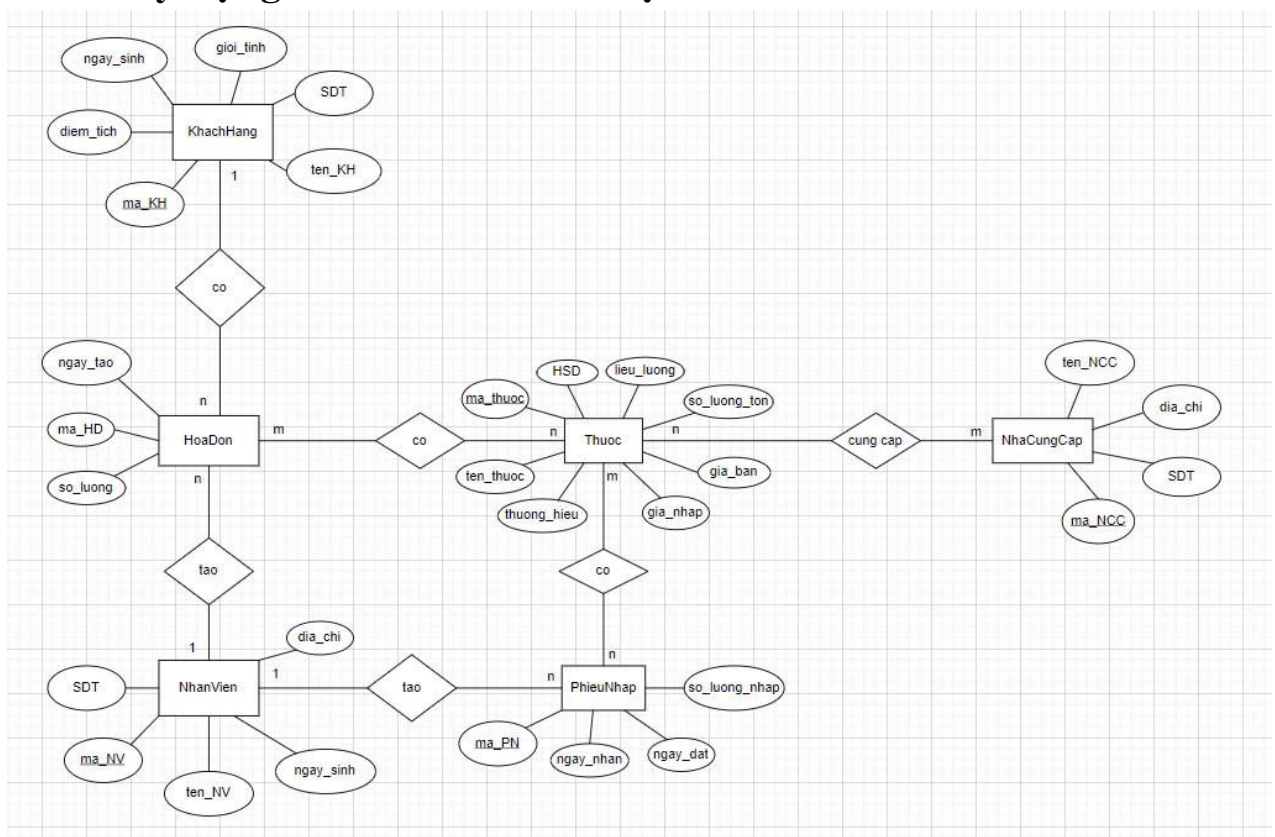 gioi_tinh
ngay_sinh
SDT
diem_tich
KhachHang
ten_KH
1
ma_KH
co
ngay_tao
n
ma_HD
HoaDon
so_luong
n
m
co
n
HSD
lieu_luong
ma_thuoc
so_luong_ton
Thuoc
n
ten_thuoc
gia_ban
m
thuong_hieu
gia_nhap
cung cap
m
ten_NCC
dia_chi
NhaCungCap
SDT
ma_NCC
tao
co
1
dia_chi
n
SDT
NhanVien
1
tao
n
PhieuNhap
so_luong_nhap
ma_NV
ten_NV
ngay_sinh
ma_PN
ngay_nhan
ngay_dat